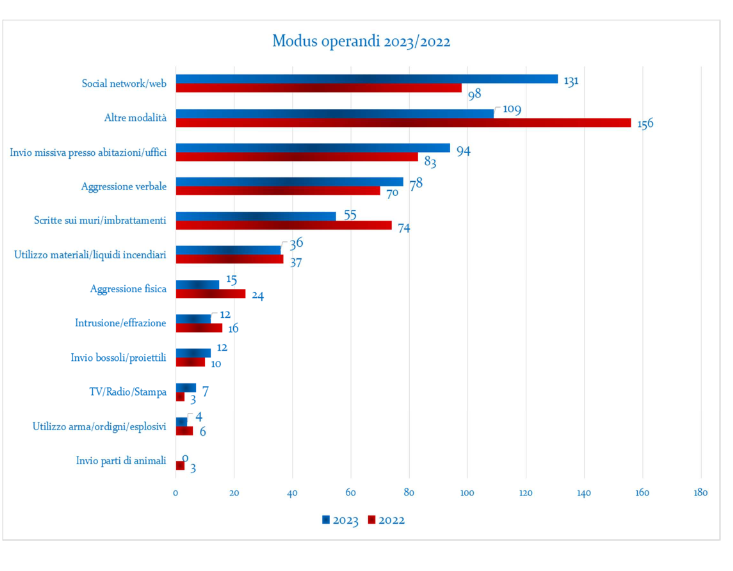 Modus operandi 2023/2022
Social network/web
131
98
Altre modalità
109
156
Invio missiva presso abitazioni/uffici
94
83
Aggressione verbale
78
70
Scritte sui muri/imbrattamenti
55
74
Utilizzo materiali/liquidi incendiari
36
37
Aggressione fisica
15
24
Intrusione/effrazione
12
16
Invio bossoli/proiettili
12
10
TV/Radio/Stampa
7
3
Utilizzo arma/ordigni/esplosivi
4
6
Invio parti di animali
0
3
0 20 40 60 80 100 120 140 160 180
2023 2022